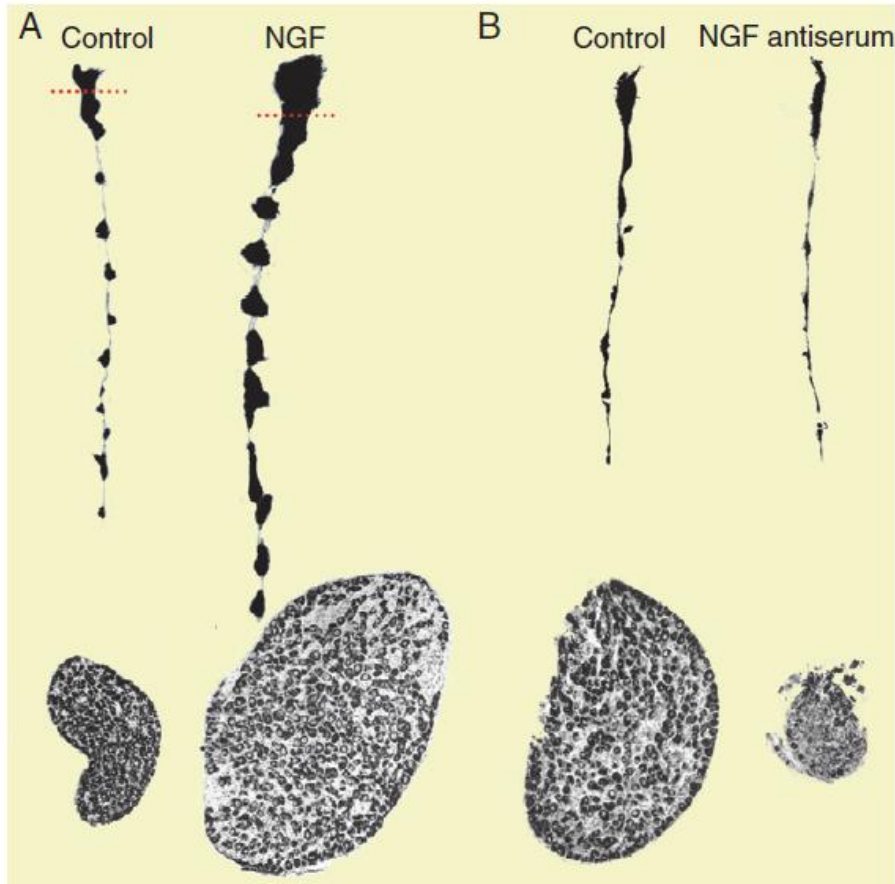 A
Control
NGF
B
Control
NGF antiserum